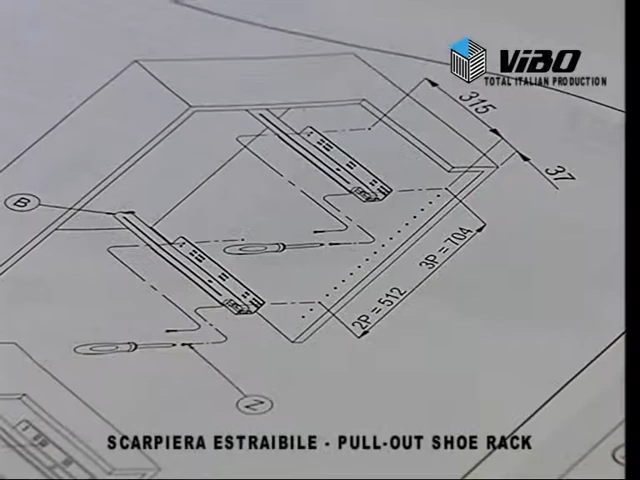 ViBO
TOTAL ITALIAN PRODUCTION
315
37
B
3P = 704
2P = 512
Z
SCARPIERA ESTRAIBILE - PULL-OUT SHOE RACK